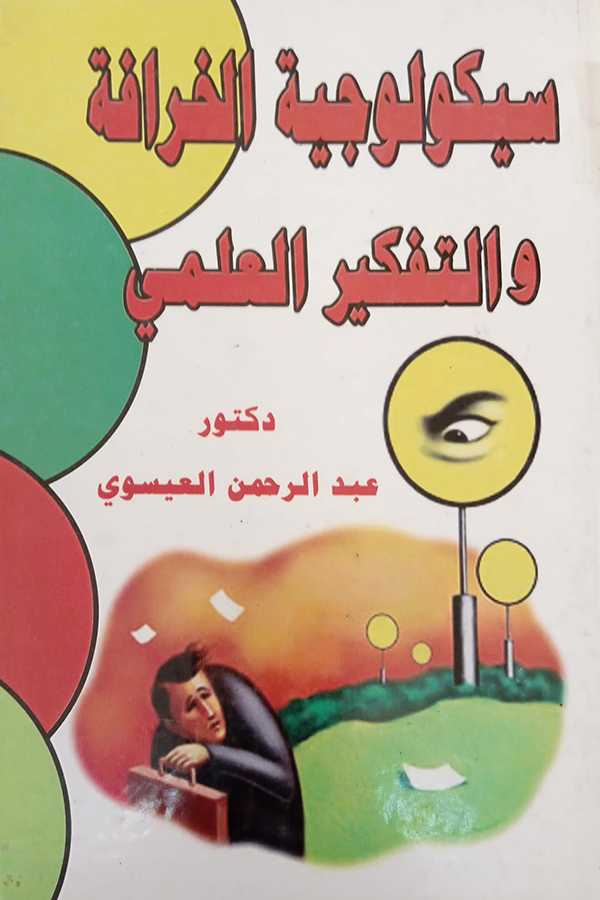 سيكولوجية الخرافة
والتفكير العلمي
دكتور
عبد الرحمن العيسوي